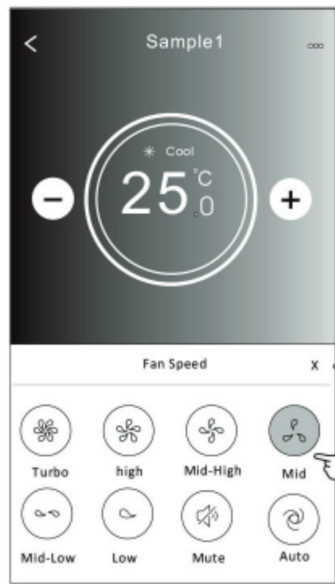 Sample1
Cool
25.0°C
Fan Speed X
Turbo high Mid-High Mid
Mid-Low Low Mute Auto